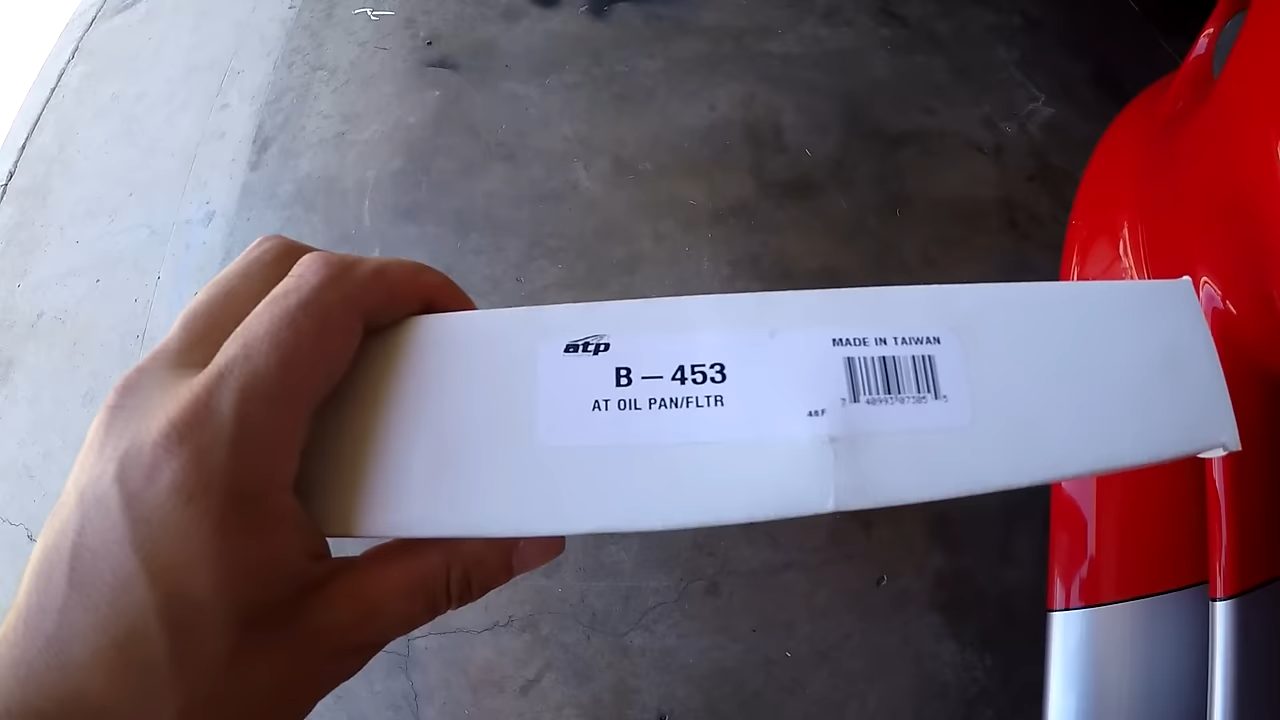 atp
B – 453
AT OIL PAN/FLTR
MADE IN TAIWAN
48F